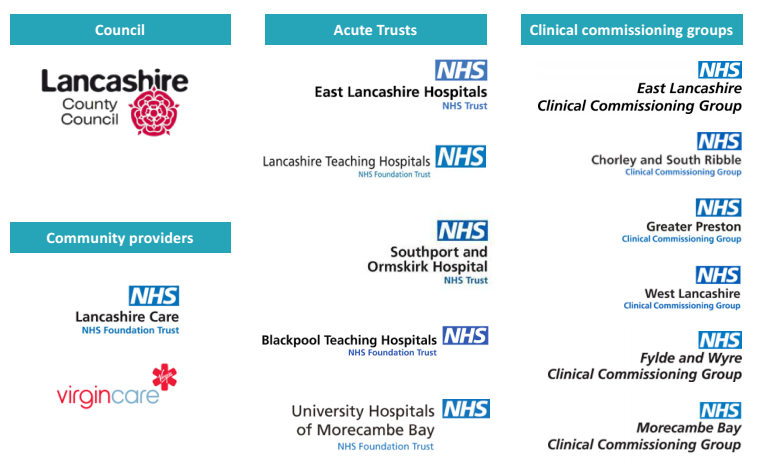 Council
Lancashire
County
Council
Community providers
NHS
Lancashire Care
NHS Foundation Trust
Virgin
virgincare
Acute Trusts
NHS
East Lancashire Hospitals
NHS Trust
Lancashire Teaching Hospitals NHS
NHS Foundation Trust
NHS
Southport and
Ormskirk Hospital
NHS Trust
Blackpool Teaching Hospitals NHS
NHS Foundation Trust
University Hospitals NHS
of Morecambe Bay
NHS Foundation Trust
Clinical commissioning groups
NHS
East Lancashire
Clinical Commissioning Group
NHS
Chorley and South Ribble
Clinical Commissioning Group
NHS
Greater Preston
Clinical Commissioning Group
NHS
West Lancashire
Clinical Commissioning Group
NHS
Fylde and Wyre
Clinical Commissioning Group
NHS
Morecambe Bay
Clinical Commissioning Group